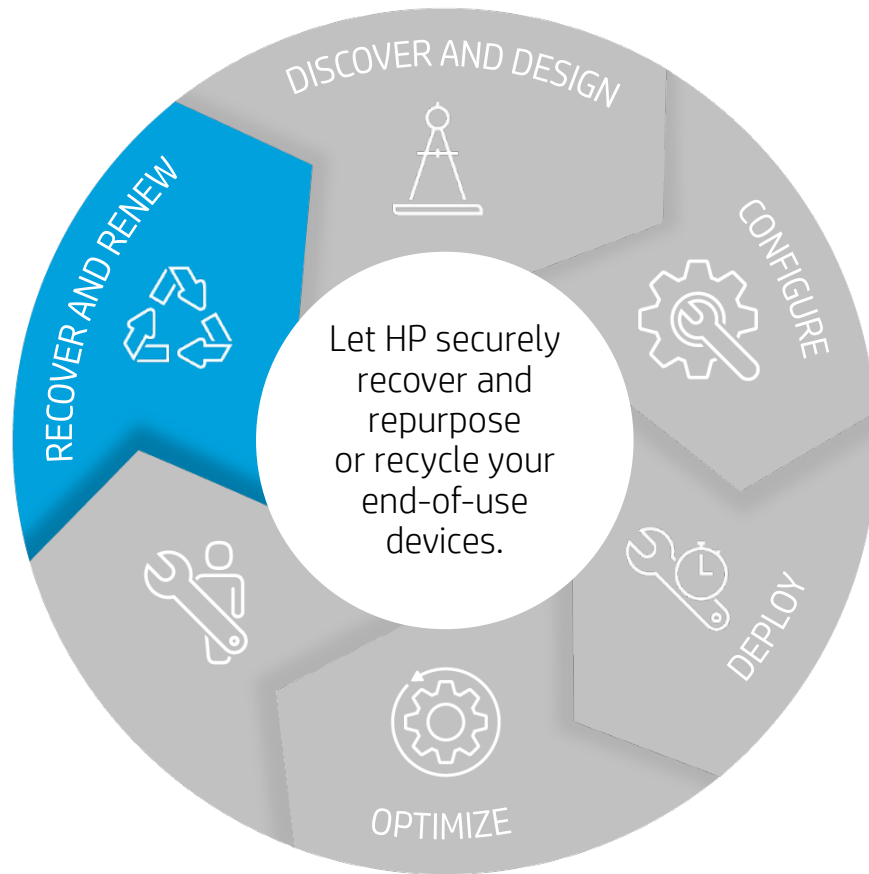 DISCOVER AND DESIGN
CONFIGURE
DEPLOY
OPTIMIZE
RECOVER AND RENEW
Let HP securely
recover and
repurpose
or recycle your
end-of-use
devices.